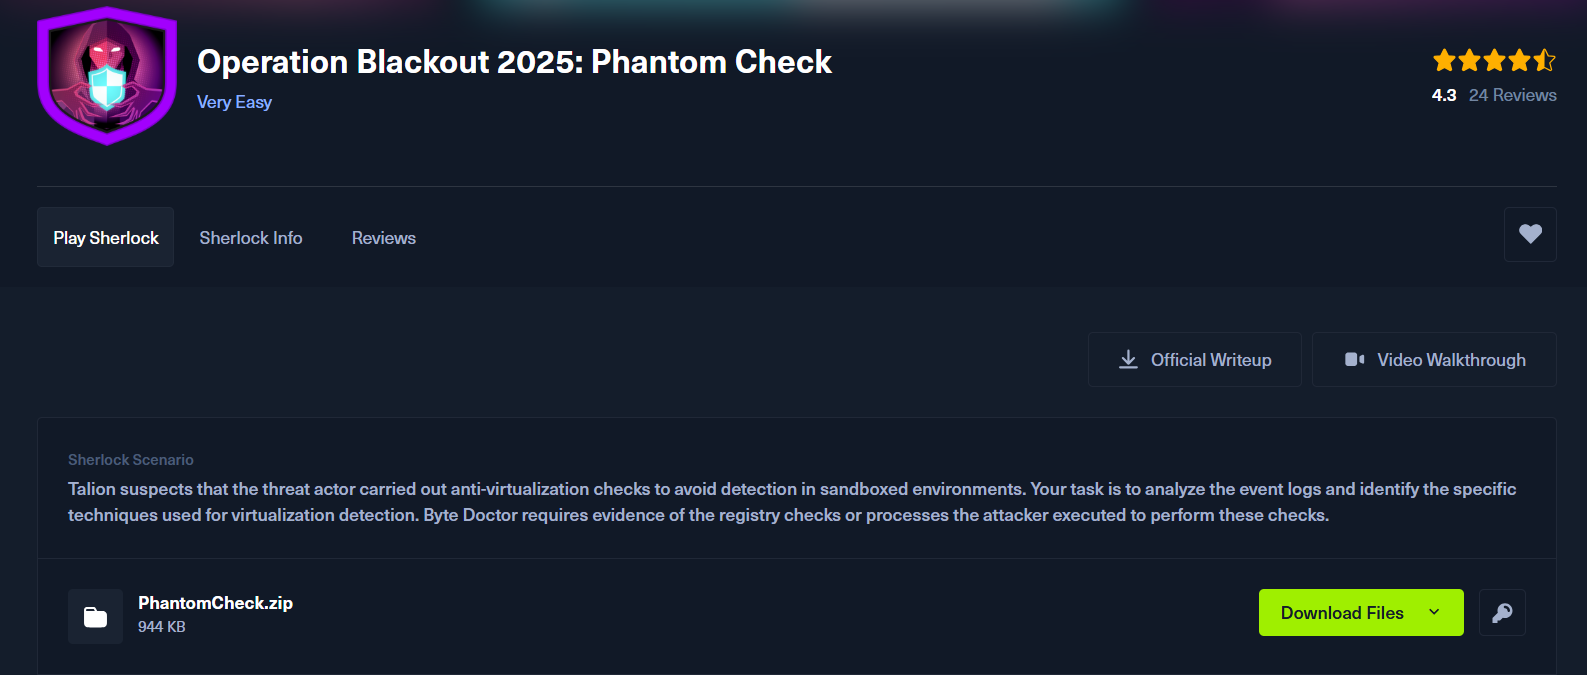 Operation Blackout 2025: Phantom Check
Very Easy
4.3 24 Reviews
Play Sherlock Sherlock Info Reviews
Official Writeup Video Walkthrough
Sherlock Scenario
Talion suspects that the threat actor carried out anti-virtualization checks to avoid detection in sandboxed environments. Your task is to analyze the event logs and identify the specific
techniques used for virtualization detection. Byte Doctor requires evidence of the registry checks or processes the attacker executed to perform these checks.
PhantomCheck.zip
944 KB
Download Files